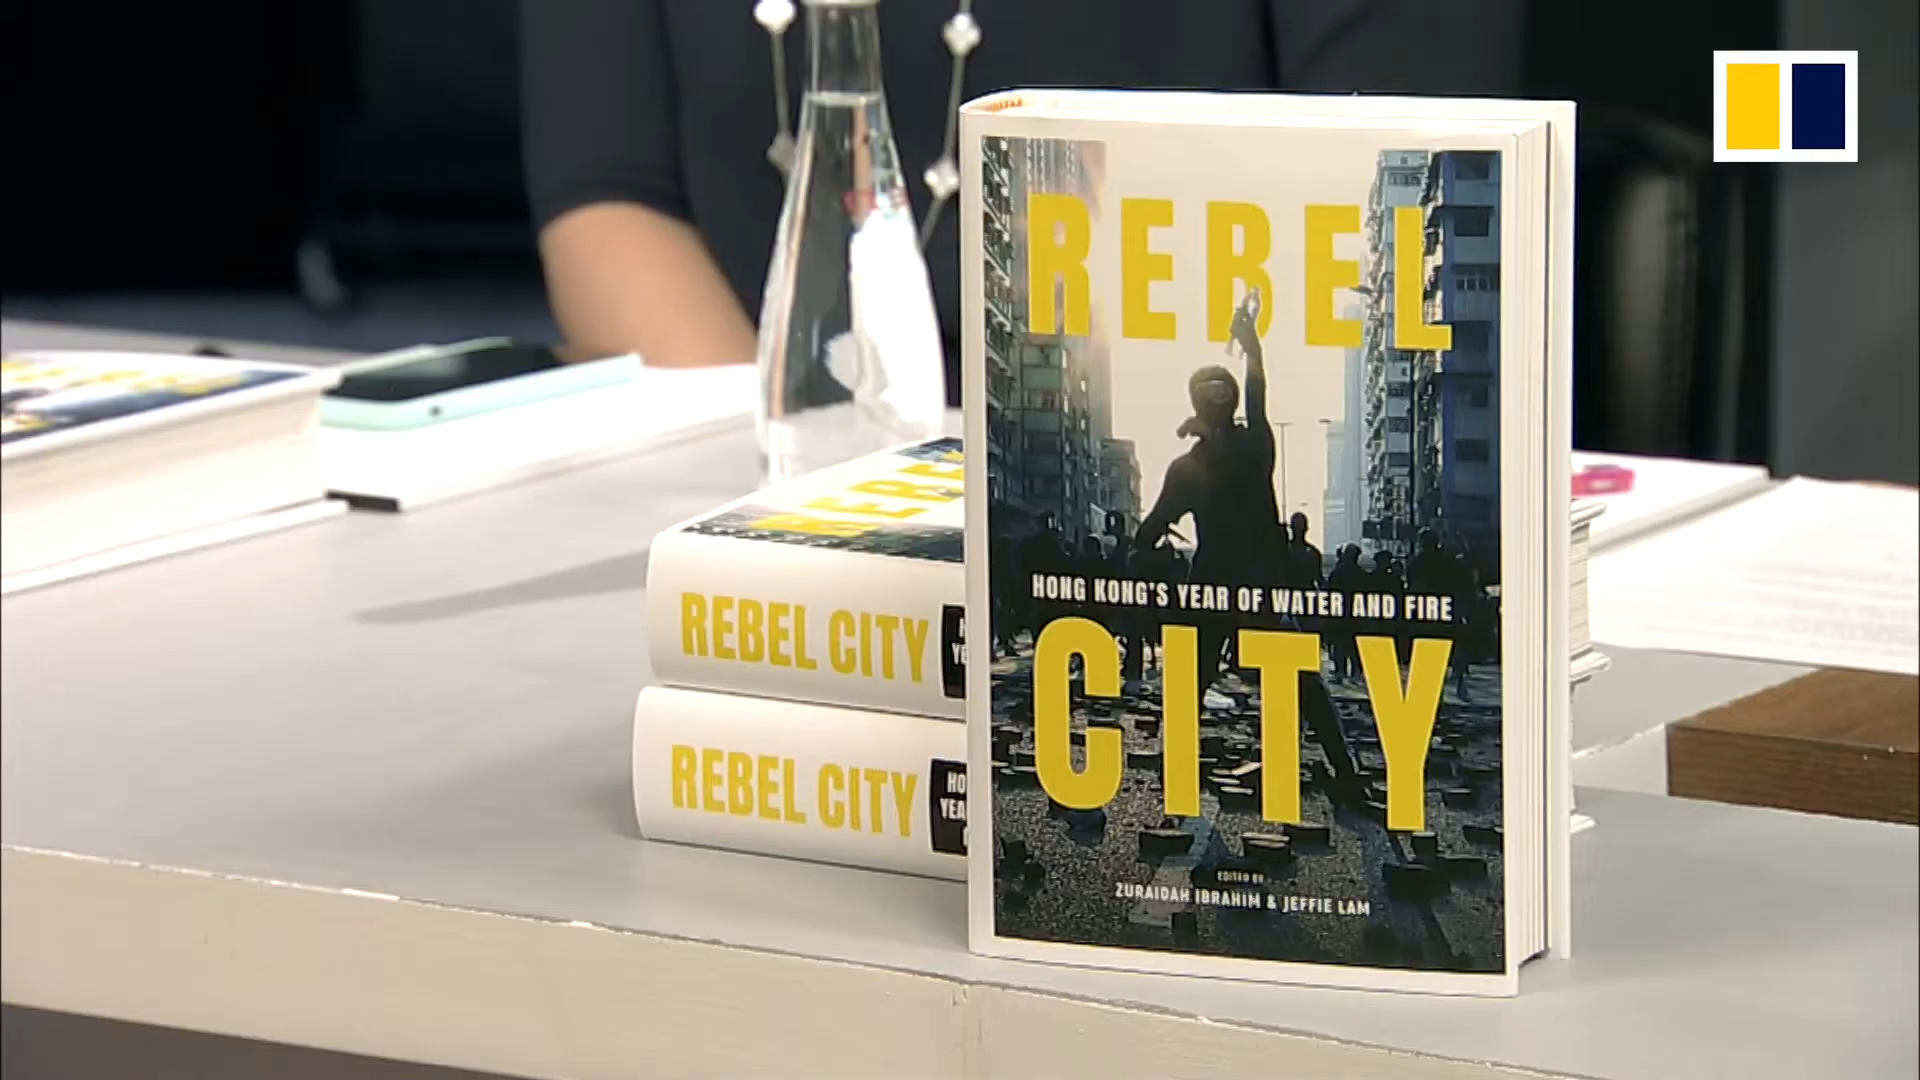 REBEL
HONG KONG'S YEAR OF WATER AND FIRE
CITY
EDITED BY
ZURAIDAH IBRAHIM & JEFFIE LAM
REBEL CITY
REBEL CITY